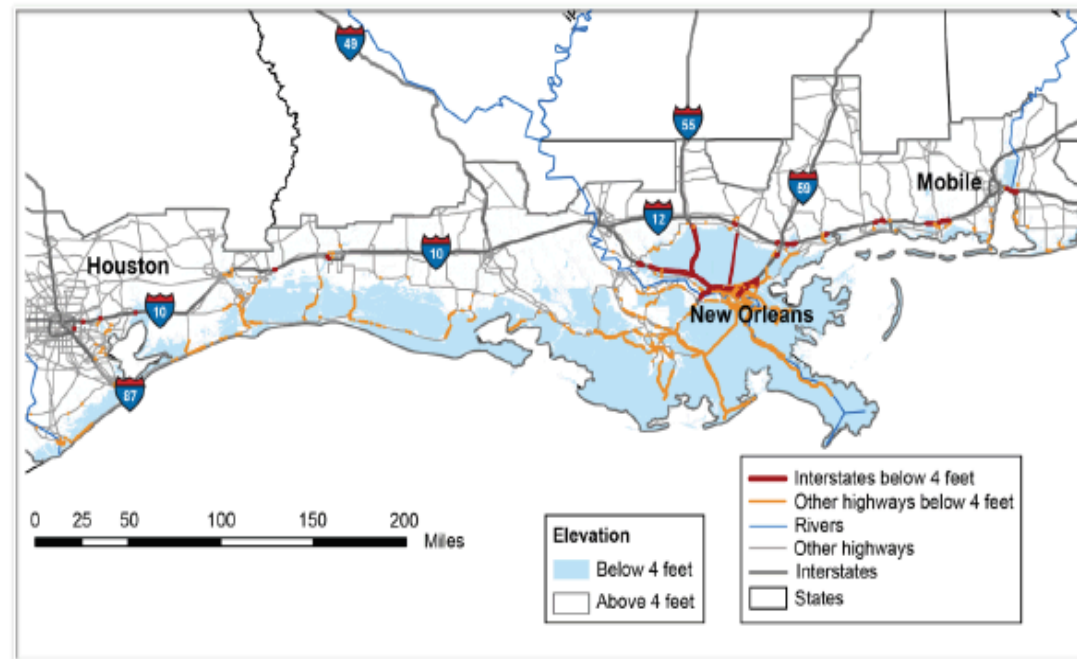 49
55
59
Mobile
12
Houston
10
10
New Orleans
87
Interstates below 4 feet
Other highways below 4 feet
Rivers
Other highways
Interstates
States
0 25 50 100 150 200
Miles
Elevation
Below 4 feet
Above 4 feet